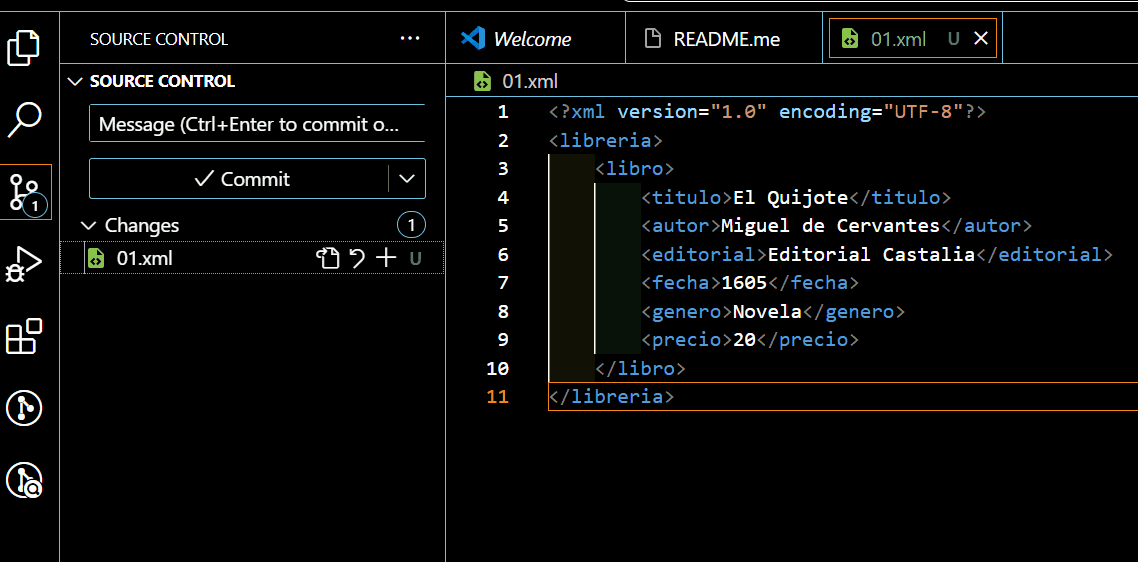 SOURCE CONTROL ...
SOURCE CONTROL
Message (Ctrl+Enter to commit o...
Commit
Changes 1
01.xml U
1
Welcome README.me 01.xml U
01.xml
1 <?xml version="1.0" encoding="UTF-8"?>
2 <libreria>
3 <libro>
4 <titulo>El Quijote</titulo>
5 <autor>Miguel de Cervantes</autor>
6 <editorial>Editorial Castalia</editorial>
7 <fecha>1605</fecha>
8 <genero>Novela</genero>
9 <precio>20</precio>
10 </libro>
11 </libreria>